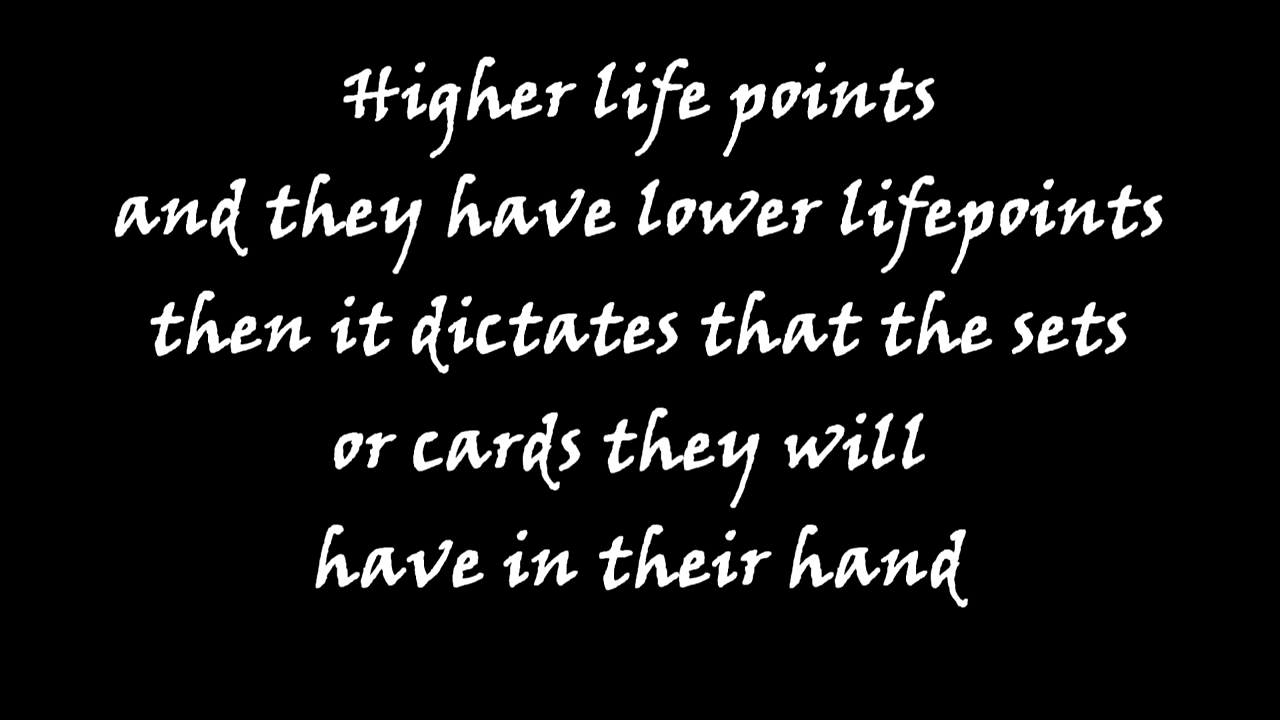 Higher life points
and they have lower lifepoints
then it dictates that the sets
or cards they will
have in their hand